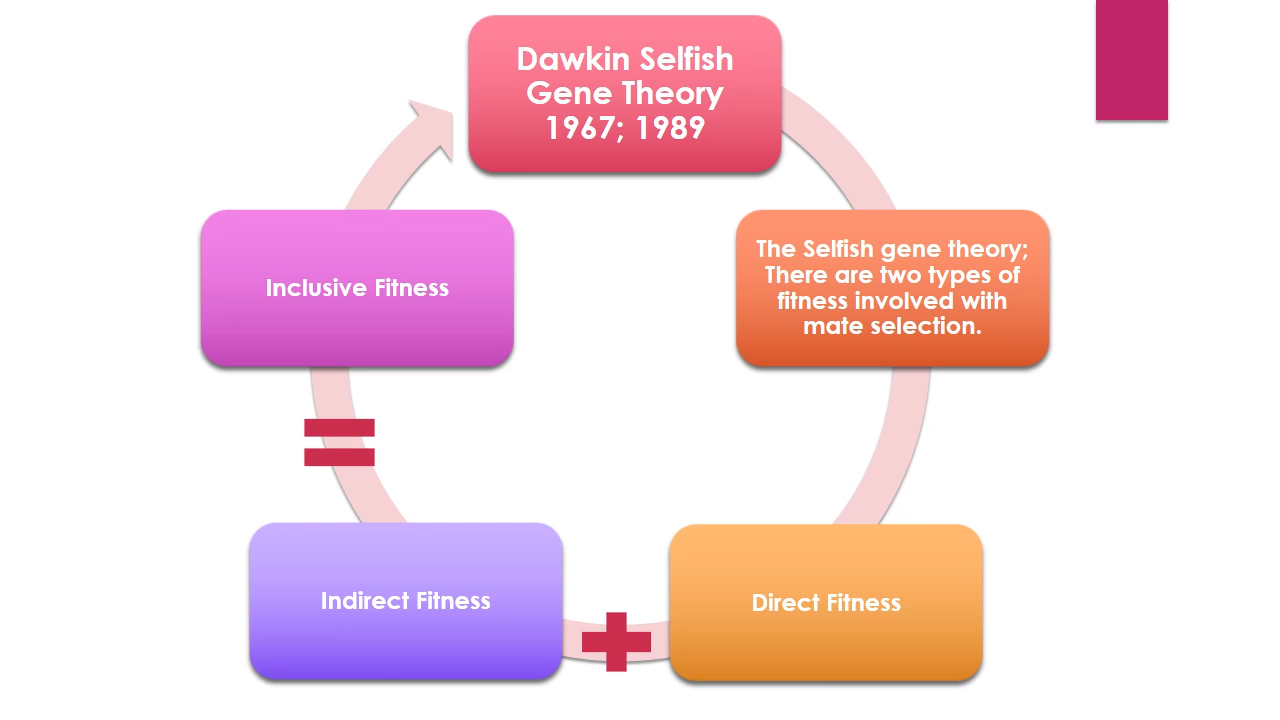 Dawkin Selfish
Gene Theory
1967; 1989
The Selfish gene theory;
There are two types of
fitness involved with
mate selection.
Direct Fitness
Indirect Fitness
Inclusive Fitness